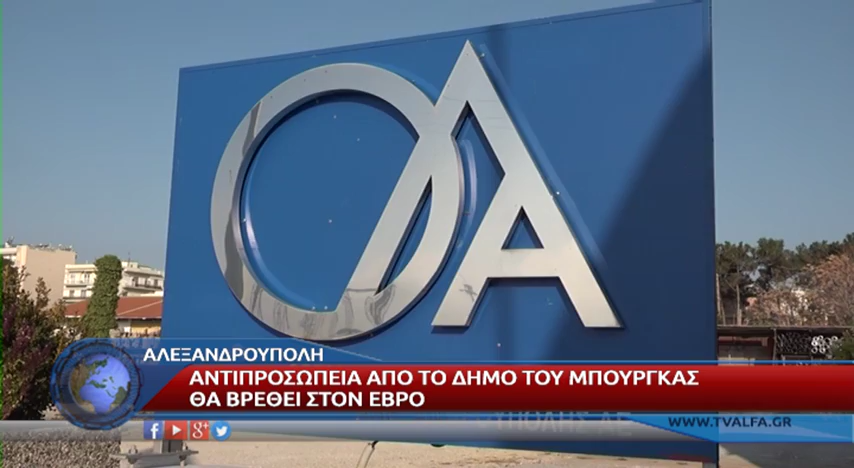 ΟΛΑ
ΑΛΕΞΑΝΔΡΟΥΠΟΛΗ
ΑΝΤΙΠΡΟΣΩΠΕΙΑ ΑΠΟ ΤΟ ΔΗΜΟ ΤΟΥ ΜΠΟΥΡΓΚΑΣ
ΘΑ ΒΡΕΘΕΙ ΣΤΟΝ ΕΒΡΟ
WWW.TVALFA.GR